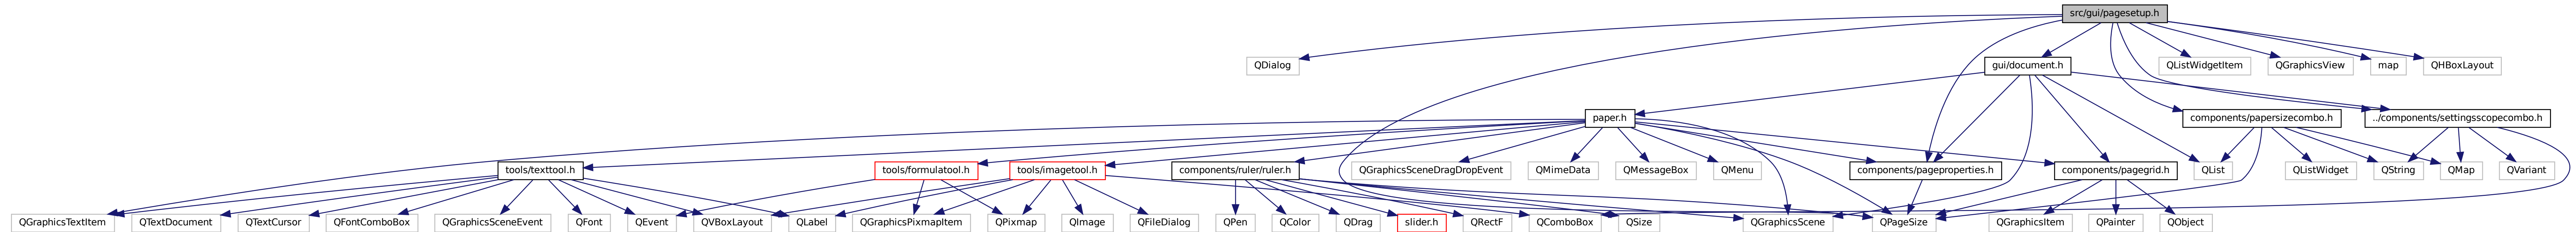 src/gui/pagesetup.h
QDialog
gui/document.h
QListWidgetItem
QGraphicsView
map
QHBoxLayout
paper.h
components/papersizecombo.h
../components/settingsscopecombo.h
tools/texttool.h
tools/formulatool.h
tools/imagetool.h
components/ruler/ruler.h
QGraphicsSceneDragDropEvent
QMimeData
QMessageBox
QMenu
components/pageproperties.h
components/pagegrid.h
QList
QListWidget
QString
QMap
QVariant
QGraphicsTextItem
QTextDocument
QTextCursor
QFontComboBox
QGraphicsSceneEvent
QFont
QEvent
QVBoxLayout
QLabel
QGraphicsPixmapItem
QPixmap
QImage
QFileDialog
QPen
QColor
QDrag
slider.h
QRectF
QComboBox
QSize
QGraphicsScene
QPageSize
QGraphicsItem
QPainter
QObject